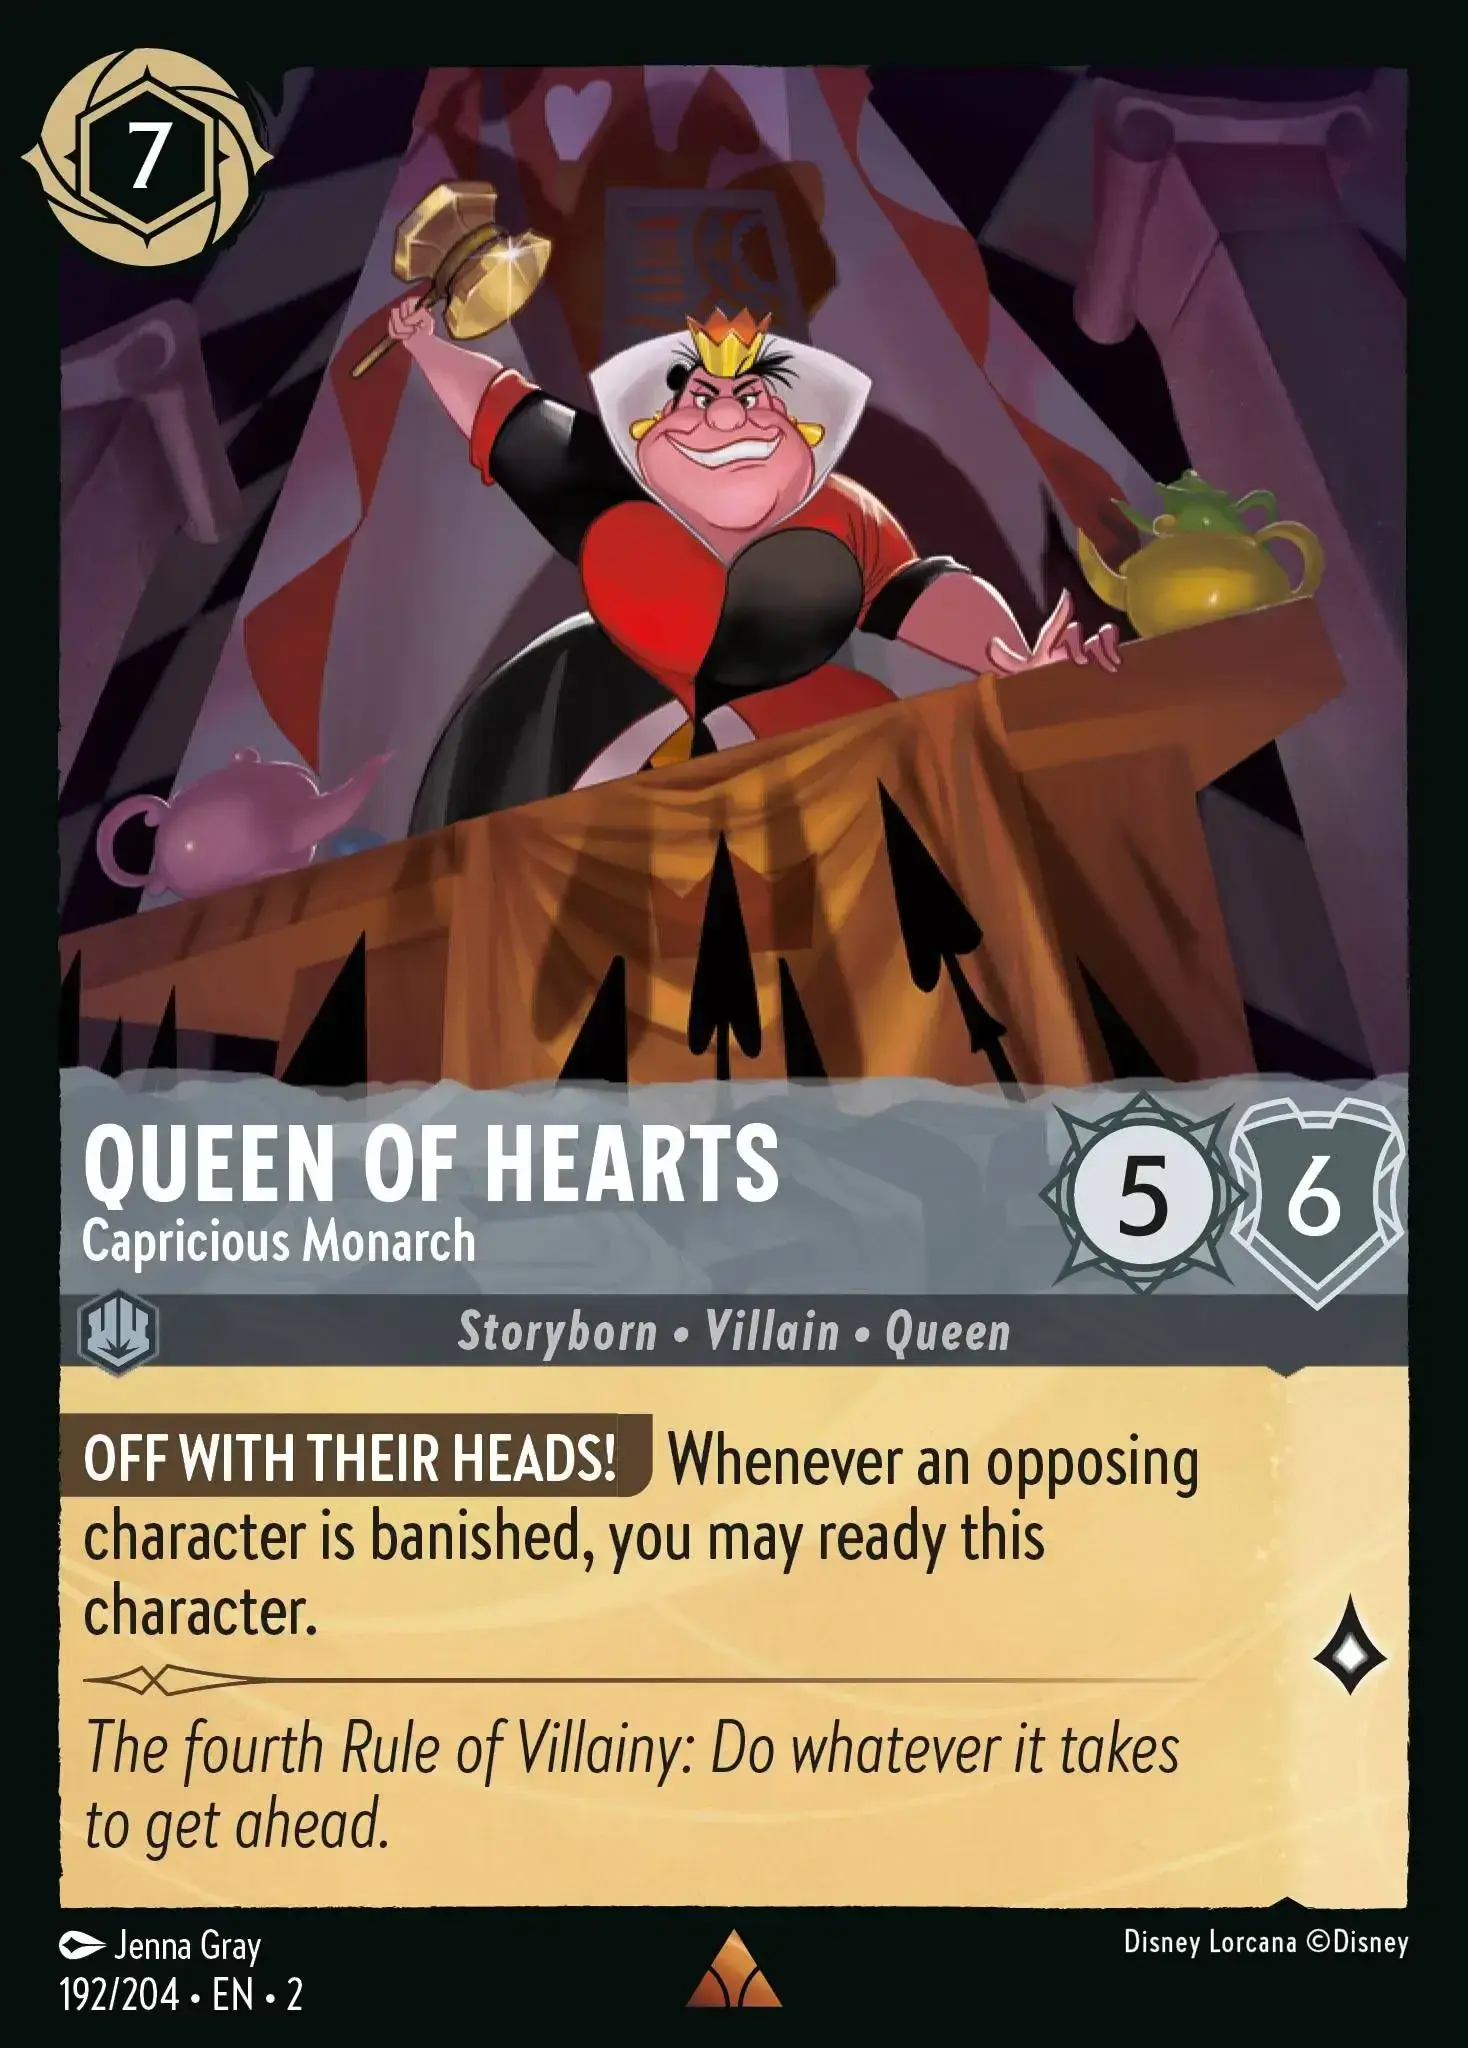 7
QUEEN OF HEARTS
Capricious Monarch
5
6
Storyborn • Villain • Queen
OFF WITH THEIR HEADS! Whenever an opposing
character is banished, you may ready this
character.
The fourth Rule of Villainy: Do whatever it takes
to get ahead.
Jenna Gray
192/204 • EN • 2
Disney Lorcana ©Disney